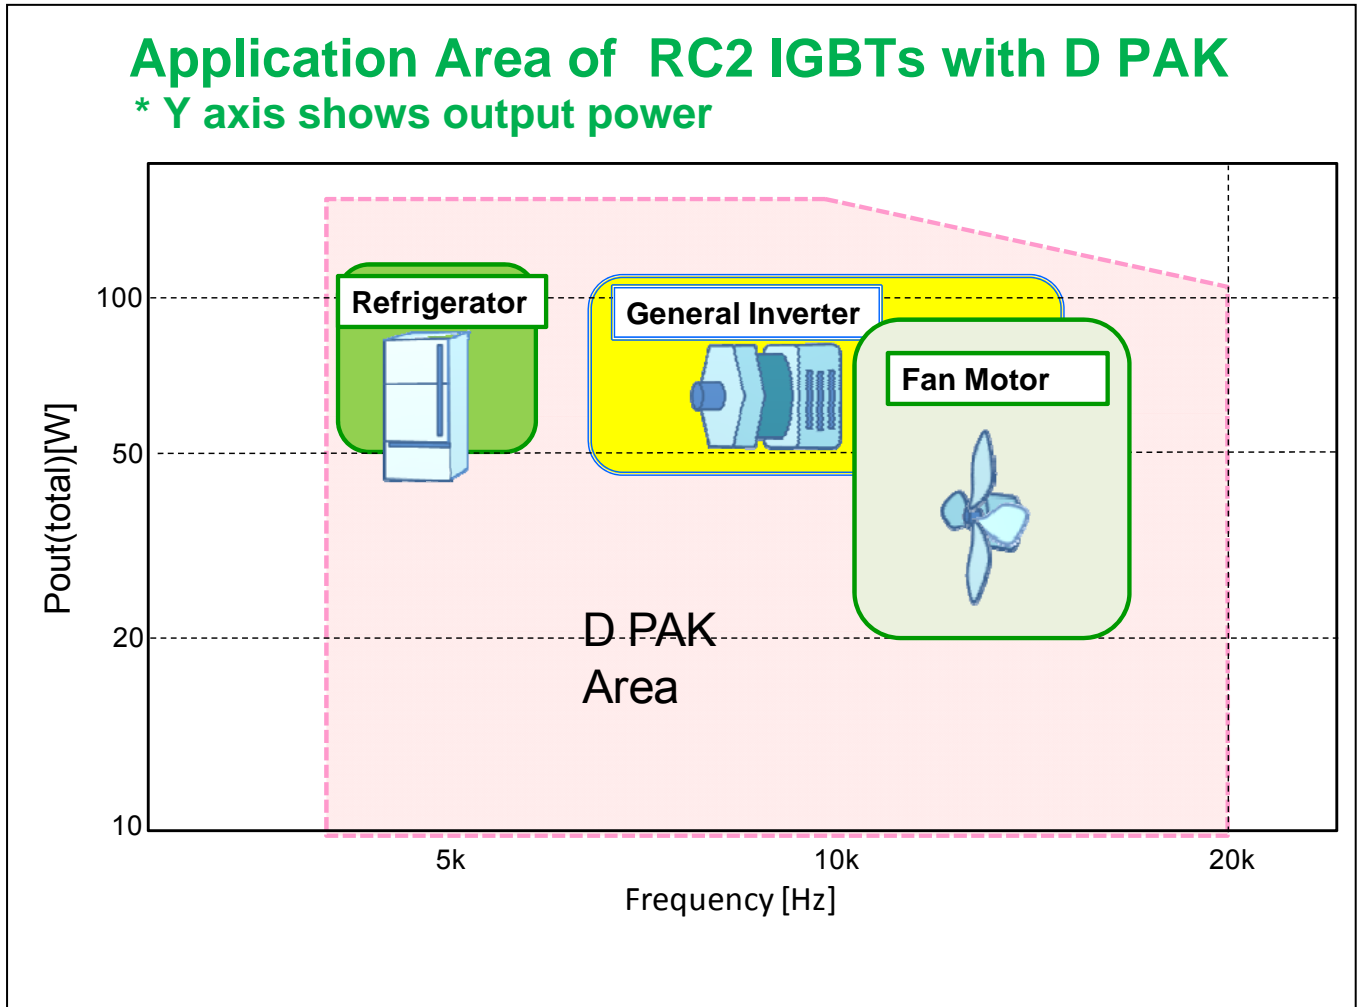 Application Area of RC2 IGBTs with D PAK
* Y axis shows output power
Refrigerator
General Inverter
Fan Motor
100
50
20
10
Pout(total)[W]
D PAK
Area
5k
10k
20k
Frequency [Hz]